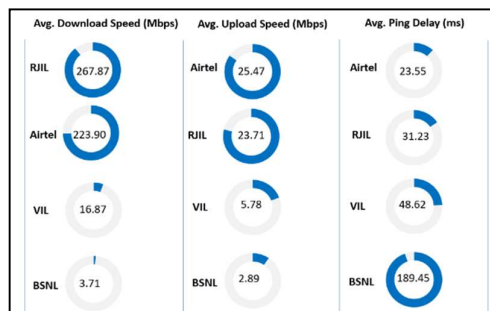 Avg. Download Speed (Mbps)
RJIL 267.87
Airtel 223.90
VIL 16.87
BSNL 3.71
Avg. Upload Speed (Mbps)
Airtel 25.47
RJIL 23.71
VIL 5.78
BSNL 2.89
Avg. Ping Delay (ms)
Airtel 23.55
RJIL 31.23
VIL 48.62
BSNL 189.45